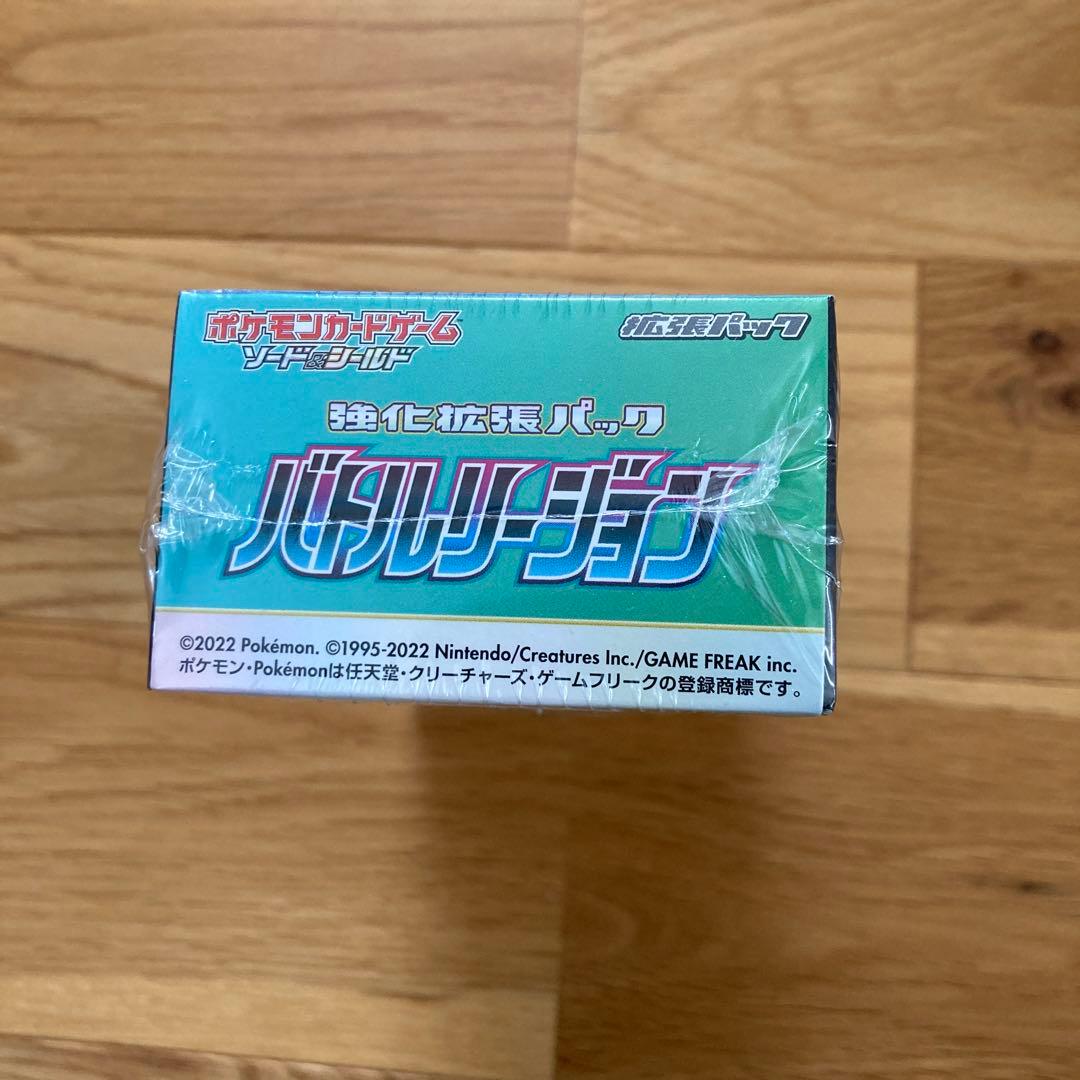 ポケモンカードゲーム
ソード&シールド
拡張パック
強化拡張パック
バトルリージョン
©2022 Pokémon. ©1995-2022 Nintendo/Creatures Inc./GAME FREAK inc.
ポケモン・Pokémonは任天堂・クリーチャーズ・ゲームフリークの登録商標です。